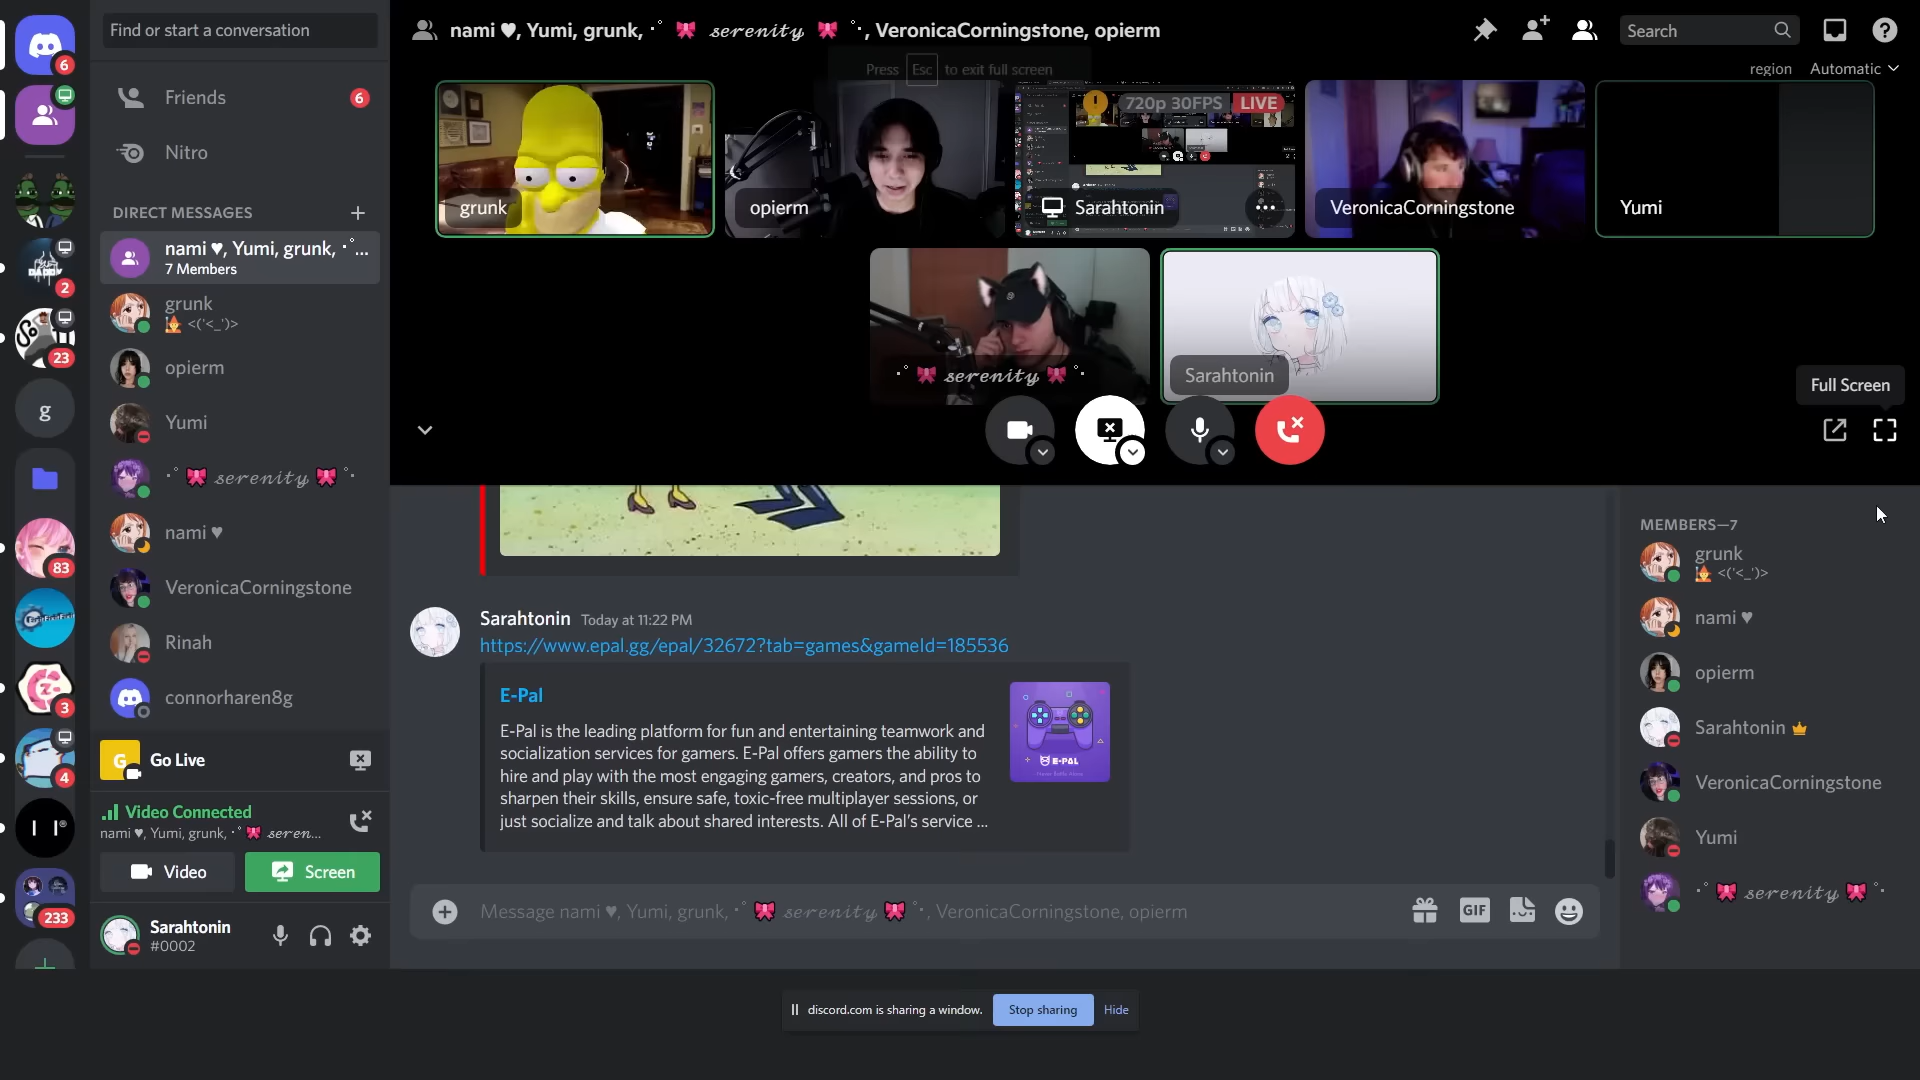 Find or start a conversation
nami ♥, Yumi, grunk, ·˚ 🎀 𝓈𝑒𝓇𝑒𝓃𝒾𝓉𝓎 🎀 ˚·, VeronicaCorningstone, opierm
Search
Press Esc to exit full screen
region Automatic
6
Friends 6
Nitro
DIRECT MESSAGES
nami ♥, Yumi, grunk, ·˚...
7 Members
grunk
<('<_')>
opierm
Yumi
·˚ 🎀 𝓈𝑒𝓇𝑒𝓃𝒾𝓉𝓎 🎀 ˚·
nami ♥
VeronicaCorningstone
Rinah
connorharen8g
2
23
g
83
3
4
233
G Go Live
Video Connected
nami ♥, Yumi, grunk, ·˚ 🎀 𝓈𝑒𝓇𝑒𝓃...
Video
Screen
Sarahtonin
#0002
grunk
opierm
720p 30FPS LIVE
Sarahtonin
VeronicaCorningstone
Yumi
·˚ 🎀 𝓈𝑒𝓇𝑒𝓃𝒾𝓉𝓎 🎀 ˚·
Sarahtonin
Full Screen
Sarahtonin Today at 11:22 PM
https://www.epal.gg/epal/32672?tab=games&gameId=185536
E-Pal
E-Pal is the leading platform for fun and entertaining teamwork and
socialization services for gamers. E-Pal offers gamers the ability to
hire and play with the most engaging gamers, creators, and pros to
sharpen their skills, ensure safe, toxic-free multiplayer sessions, or
just socialize and talk about shared interests. All of E-Pal's service ...
E-PAL
Message nami ♥, Yumi, grunk, ·˚ 🎀 𝓈𝑒𝓇𝑒𝓃𝒾𝓉𝓎 🎀 ˚·, VeronicaCorningstone, opierm
GIF
MEMBERS—7
grunk
<('<_')>
nami ♥
opierm
Sarahtonin
VeronicaCorningstone
Yumi
·˚ 🎀 𝓈𝑒𝓇𝑒𝓃𝒾𝓉𝓎 🎀 ˚·
discord.com is sharing a window.
Stop sharing
Hide